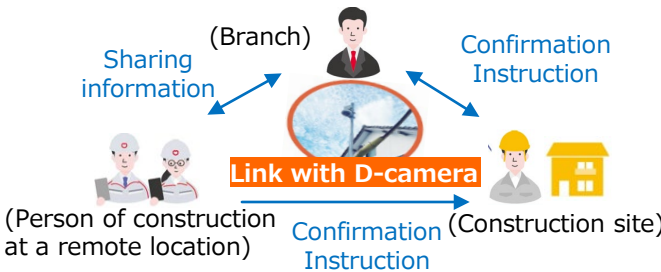 (Branch)
Sharing
information
Confirmation
Instruction
Link with D-camera
(Person of construction
at a remote location)
Confirmation
Instruction
(Construction site)